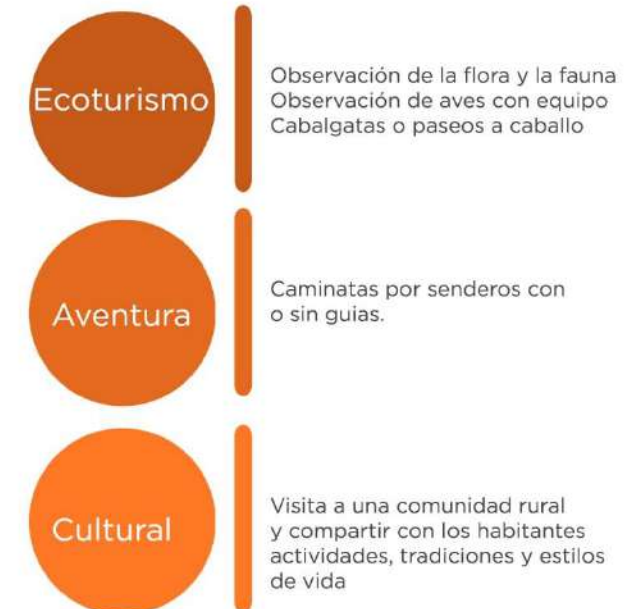 Ecoturismo
Observación de la flora y la fauna
Observación de aves con equipo
Cabalgatas o paseos a caballo
Aventura
Caminatas por senderos con
o sin guias.
Cultural
Visita a una comunidad rural
y compartir con los habitantes
actividades, tradiciones y estilos
de vida